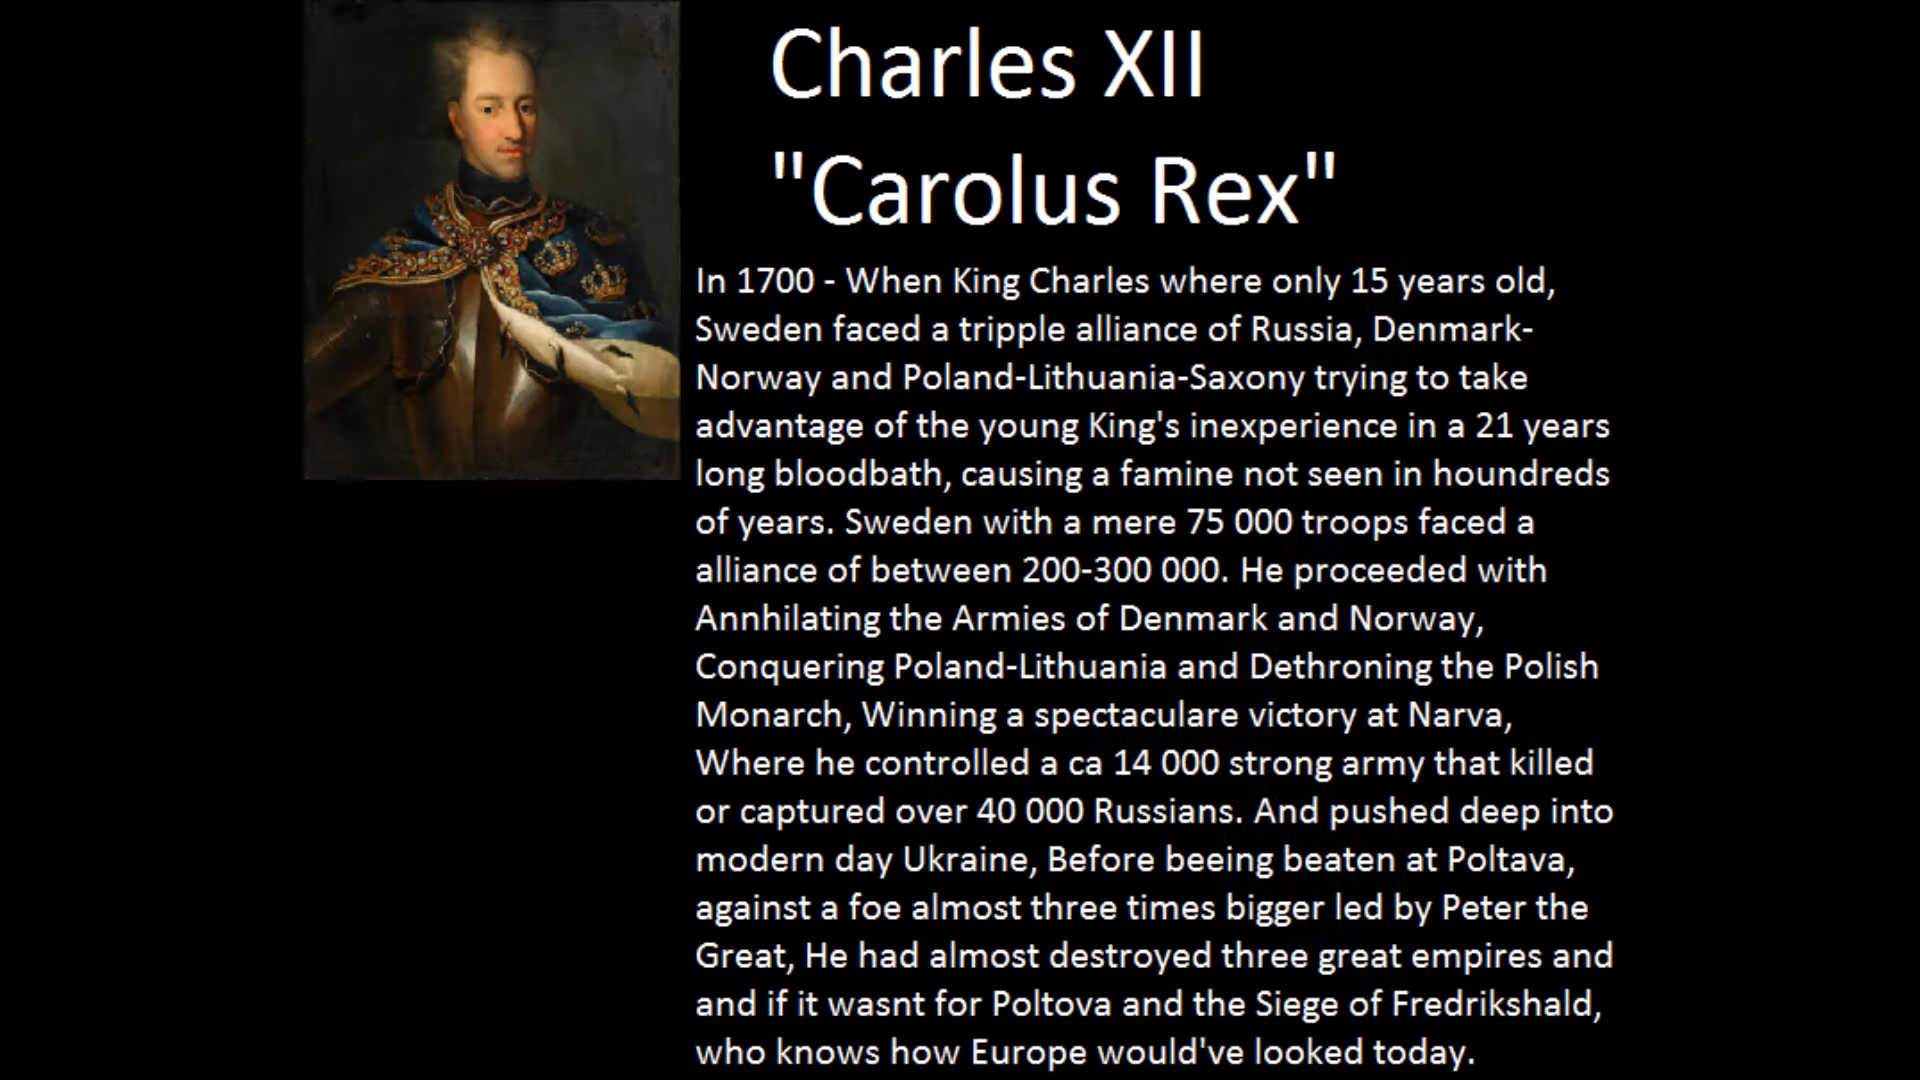 Charles XII
"Carolus Rex"
In 1700 - When King Charles where only 15 years old,
Sweden faced a tripple alliance of Russia, Denmark-
Norway and Poland-Lithuania-Saxony trying to take
advantage of the young King's inexperience in a 21 years
long bloodbath, causing a famine not seen in houndreds
of years. Sweden with a mere 75 000 troops faced a
alliance of between 200-300 000. He proceeded with
Annhilating the Armies of Denmark and Norway,
Conquering Poland-Lithuania and Dethroning the Polish
Monarch, Winning a spectaculare victory at Narva,
Where he controlled a ca 14 000 strong army that killed
or captured over 40 000 Russians. And pushed deep into
modern day Ukraine, Before beeing beaten at Poltava,
against a foe almost three times bigger led by Peter the
Great, He had almost destroyed three great empires and
and if it wasnt for Poltova and the Siege of Fredrikshald,
who knows how Europe would've looked today.